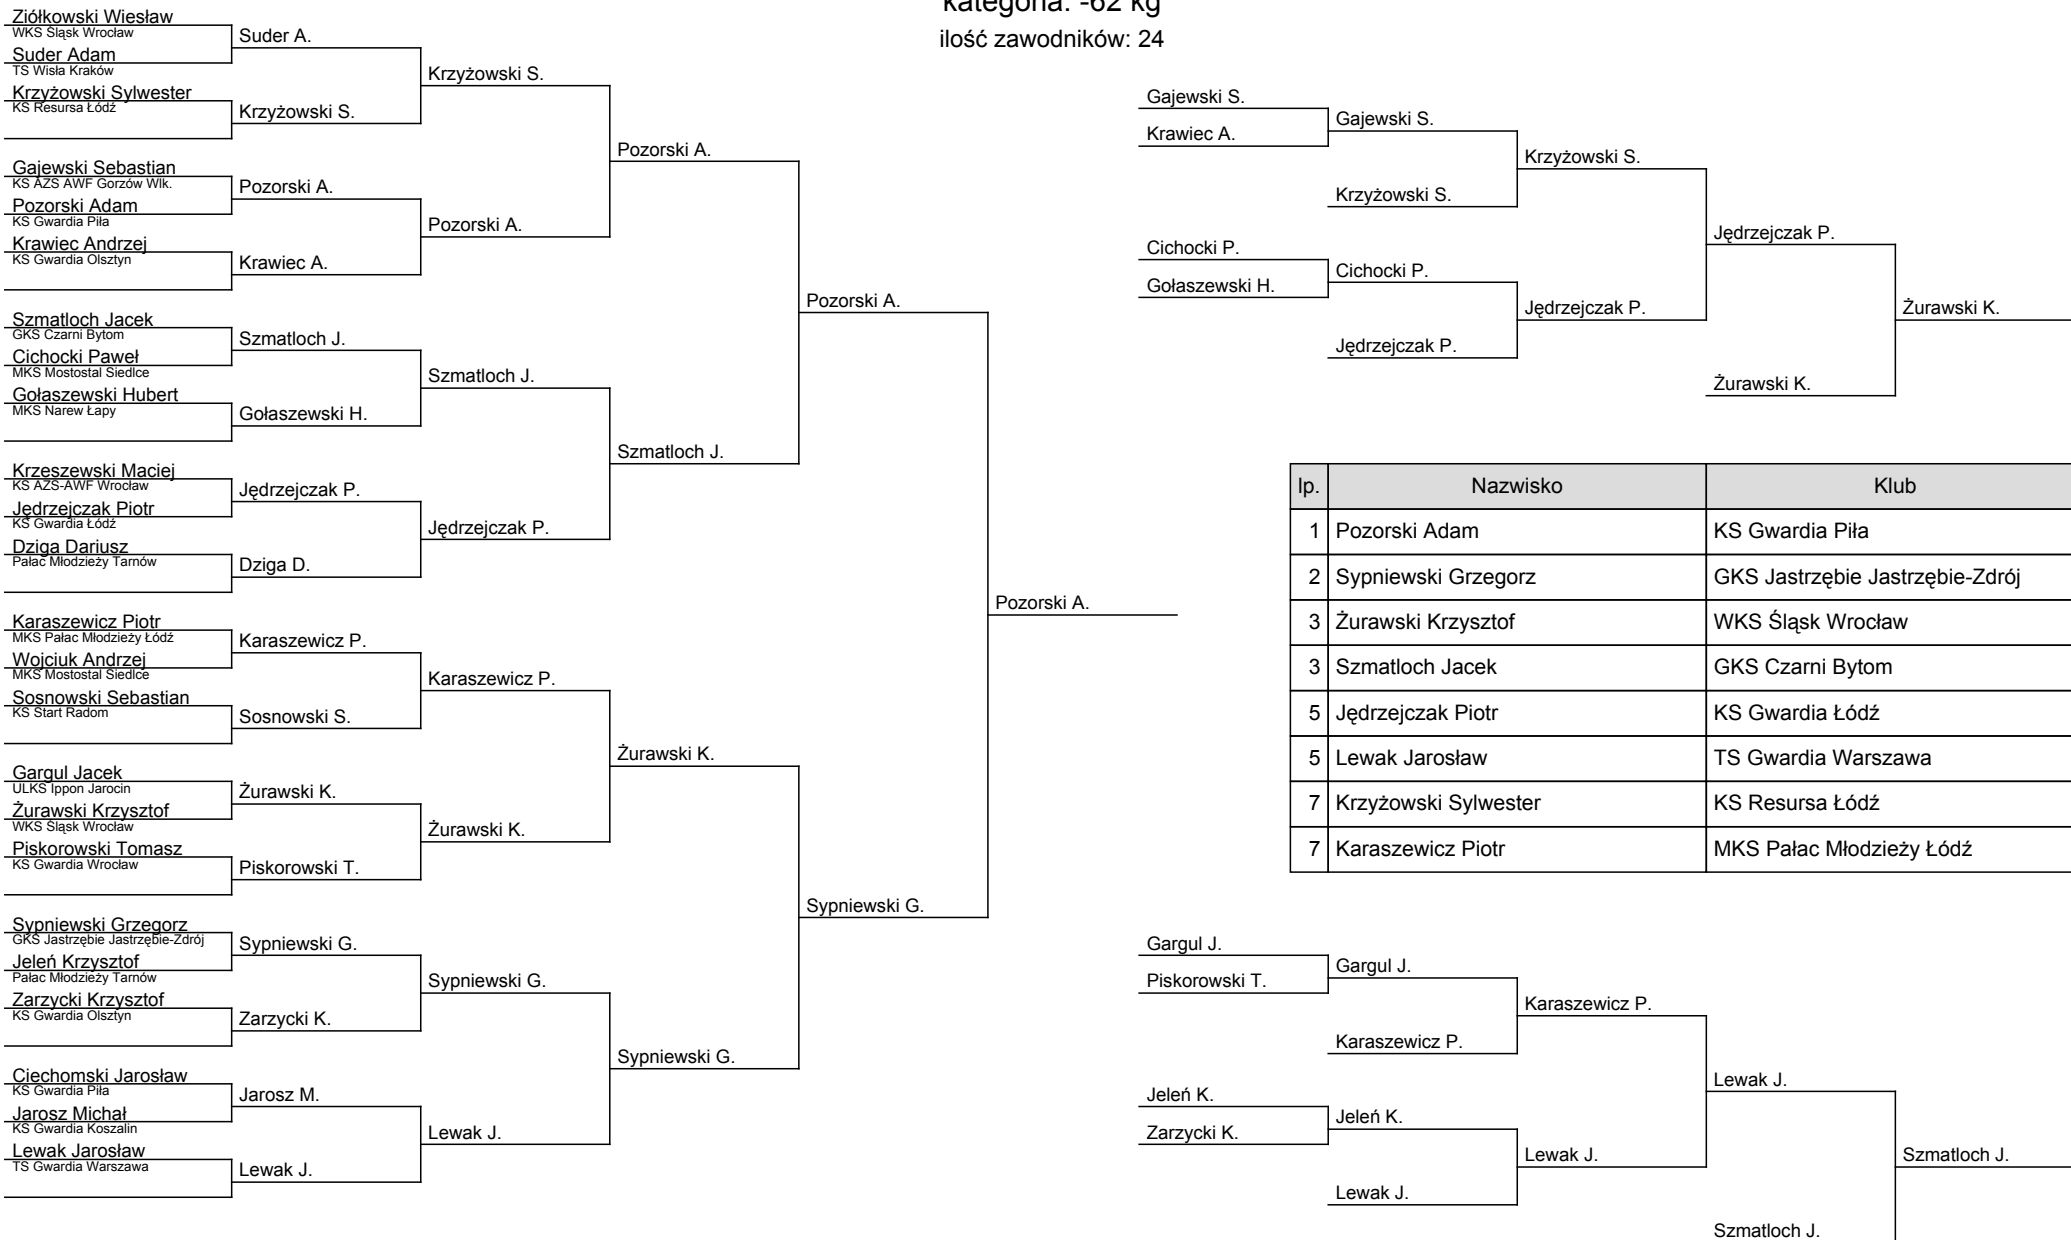 kategoria: -62 kg
ilość zawodników: 24
Ziółkowski Wiesław
WKS Śląsk Wrocław
Suder Adam
TS Wisła Kraków
Krzyżowski Sylwester
KS Resursa Łódź
Gajewski Sebastian
KS AZS AWF Gorzów Wlk.
Pozorski Adam
KS Gwardia Piła
Krawiec Andrzej
KS Gwardia Olsztyn
Szmatloch Jacek
GKS Czarni Bytom
Cichocki Paweł
MKS Mostostal Siedlce
Gołaszewski Hubert
MKS Narew Łapy
Krzeszewski Maciej
KS AZS-AWF Wrocław
Jędrzejczak Piotr
KS Gwardia Łódź
Dziga Dariusz
Pałac Młodzieży Tarnów
Karaszewicz Piotr
MKS Pałac Młodzieży Łódź
Wojciuk Andrzej
MKS Mostostal Siedlce
Sosnowski Sebastian
KS Start Radom
Gargul Jacek
ULKS Ippon Jarocin
Żurawski Krzysztof
WKS Śląsk Wrocław
Piskorowski Tomasz
KS Gwardia Wrocław
Sypniewski Grzegorz
GKS Jastrzębie Jastrzębie-Zdrój
Jeleń Krzysztof
Pałac Młodzieży Tarnów
Zarzycki Krzysztof
KS Gwardia Olsztyn
Ciechomski Jarosław
KS Gwardia Piła
Jarosz Michał
KS Gwardia Koszalin
Lewak Jarosław
TS Gwardia Warszawa
Suder A.
Krzyżowski S.
Pozorski A.
Krawiec A.
Szmatloch J.
Gołaszewski H.
Jędrzejczak P.
Dziga D.
Karaszewicz P.
Sosnowski S.
Żurawski K.
Piskorowski T.
Sypniewski G.
Zarzycki K.
Jarosz M.
Lewak J.
Krzyżowski S.
Pozorski A.
Szmatloch J.
Jędrzejczak P.
Karaszewicz P.
Żurawski K.
Sypniewski G.
Lewak J.
Pozorski A.
Szmatloch J.
Żurawski K.
Sypniewski G.
Pozorski A.
Sypniewski G.
Pozorski A.
Gajewski S.
Krawiec A.
Cichocki P.
Gołaszewski H.
Gajewski S.
Krzyżowski S.
Cichocki P.
Jędrzejczak P.
Krzyżowski S.
Jędrzejczak P.
Jędrzejczak P.
Żurawski K.
Żurawski K.
lp. Nazwisko Klub
1 Pozorski Adam KS Gwardia Piła
2 Sypniewski Grzegorz GKS Jastrzębie Jastrzębie-Zdrój
3 Żurawski Krzysztof WKS Śląsk Wrocław
3 Szmatloch Jacek GKS Czarni Bytom
5 Jędrzejczak Piotr KS Gwardia Łódź
5 Lewak Jarosław TS Gwardia Warszawa
7 Krzyżowski Sylwester KS Resursa Łódź
7 Karaszewicz Piotr MKS Pałac Młodzieży Łódź
Gargul J.
Piskorowski T.
Jeleń K.
Zarzycki K.
Gargul J.
Karaszewicz P.
Jeleń K.
Lewak J.
Karaszewicz P.
Lewak J.
Lewak J.
Szmatloch J.
Szmatloch J.